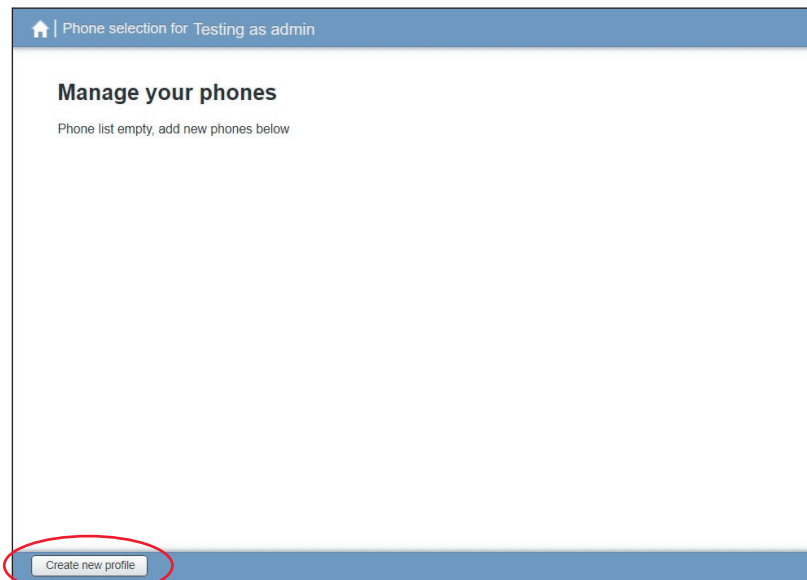 Phone selection for Testing as admin
Manage your phones
Phone list empty, add new phones below
Create new profile